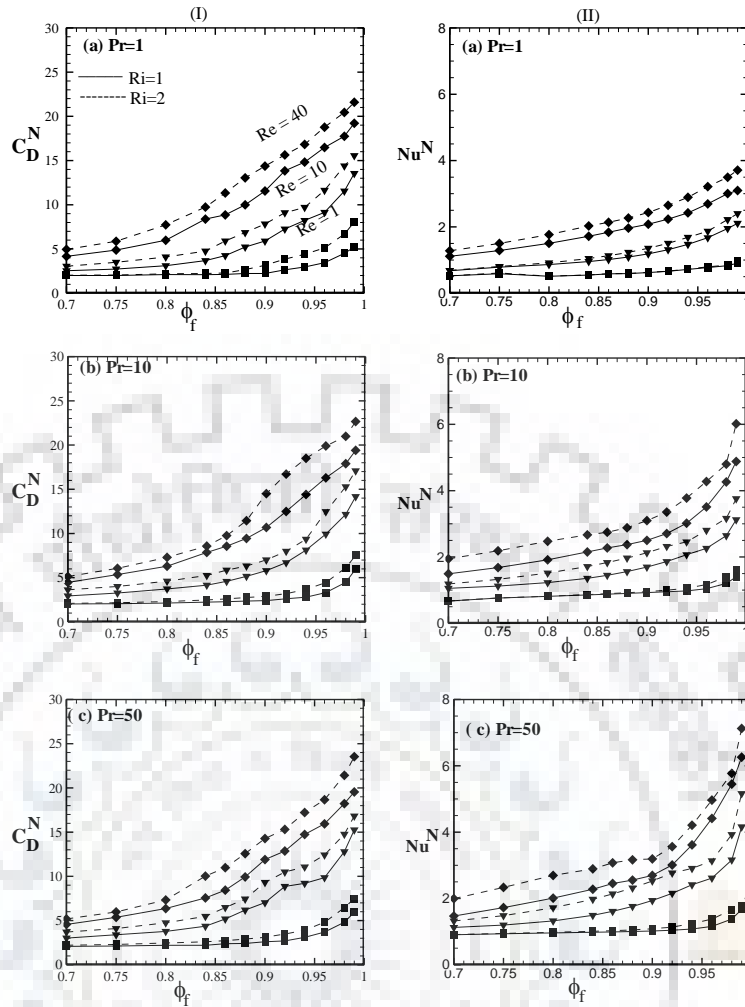 (I)
(II)
30
25
20
15
10
5
0
C_D^N
(a) Pr=1
Ri=1
Ri=2
Re = 40
Re = 10
Re = 1
0.7 0.75 0.8 0.85 0.9 0.95 1
ϕ_f
8
6
4
2
0
Nu^N
(a) Pr=1
0.7 0.75 0.8 0.85 0.9 0.95
ϕ_f
30
25
20
15
10
5
0
C_D^N
(b) Pr=10
0.7 0.75 0.8 0.85 0.9 0.95 1
ϕ_f
8
6
4
2
0
Nu^N
(b) Pr=10
0.7 0.75 0.8 0.85 0.9 0.95
ϕ_f
30
25
20
15
10
5
0
C_D^N
( c) Pr=50
0.7 0.75 0.8 0.85 0.9 0.95 1
ϕ_f
8
6
4
2
0
Nu^N
( c) Pr=50
0.7 0.75 0.8 0.85 0.9 0.95
ϕ_f